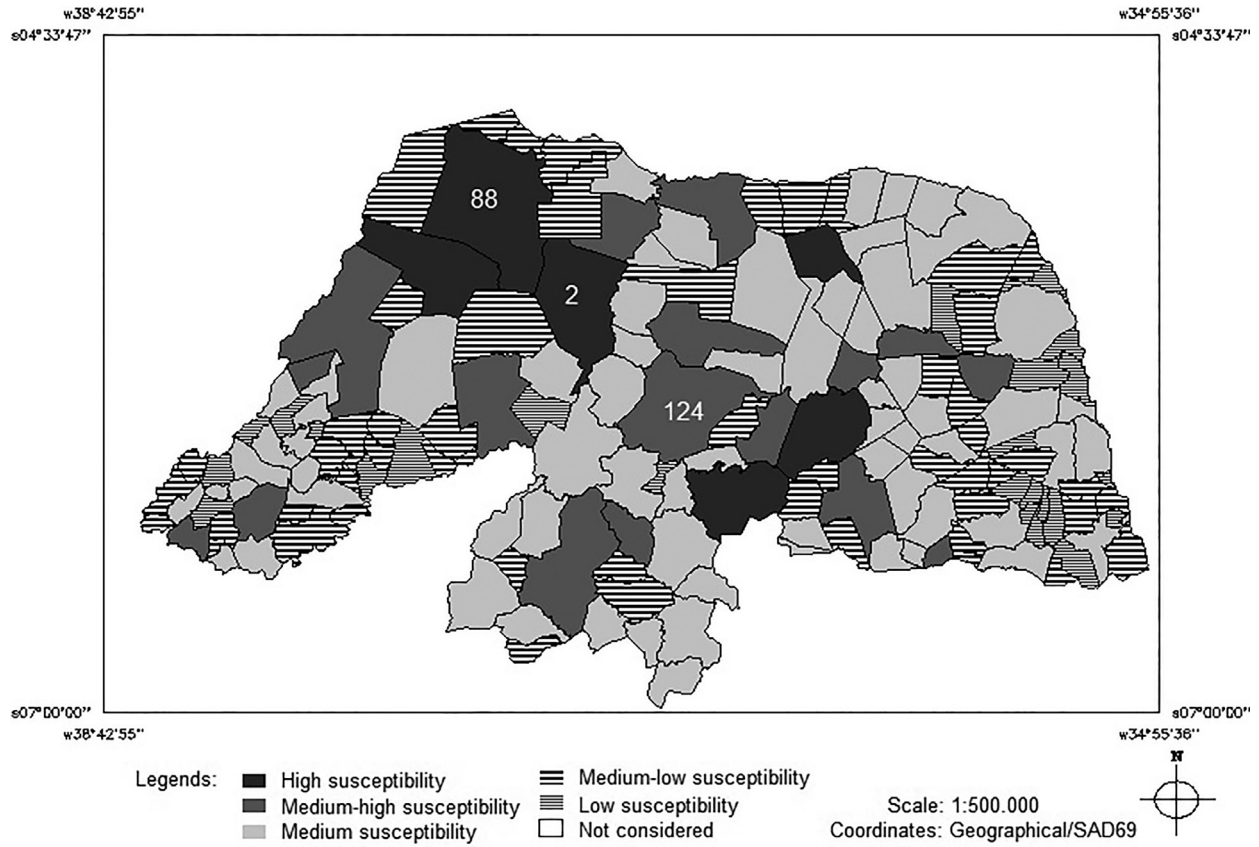 w38°42'55" w34°55'36"
s04°33'47" s04°33'47"
88
2
124
s07°00'00" s07°00'00"
w38°42'55" w34°55'36"
N
Legends: High susceptibility Medium-low susceptibility
Medium-high susceptibility Low susceptibility Scale: 1:500.000
Medium susceptibility Not considered Coordinates: Geographical/SAD69